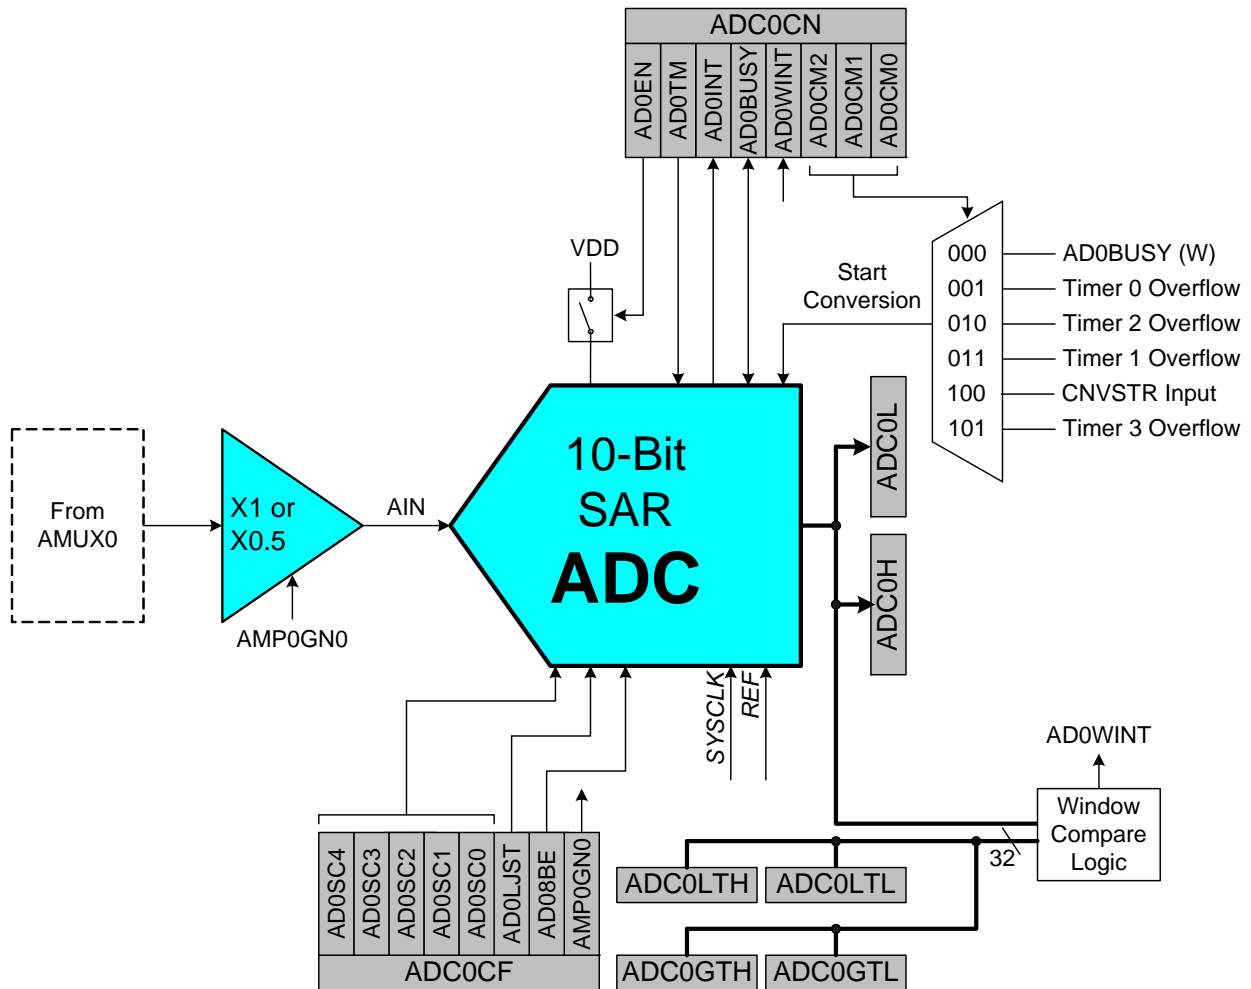 ADC0CN
AD0EN
AD0TM
AD0INT
AD0BUSY
AD0WINT
AD0CM2
AD0CM1
AD0CM0
VDD
Start
Conversion
000
AD0BUSY (W)
001
Timer 0 Overflow
010
Timer 2 Overflow
011
Timer 1 Overflow
100
CNVSTR Input
101
Timer 3 Overflow
From
AMUX0
X1 or
X0.5
AIN
AMP0GN0
10-Bit
SAR
ADC
ADC0L
ADC0H
SYSCLK
REF
AD0WINT
Window
Compare
Logic
32
AD0SC4
AD0SC3
AD0SC2
AD0SC1
AD0SC0
AD0LJST
AD08BE
AMP0GN0
ADC0CF
ADC0LTH
ADC0LTL
ADC0GTH
ADC0GTL